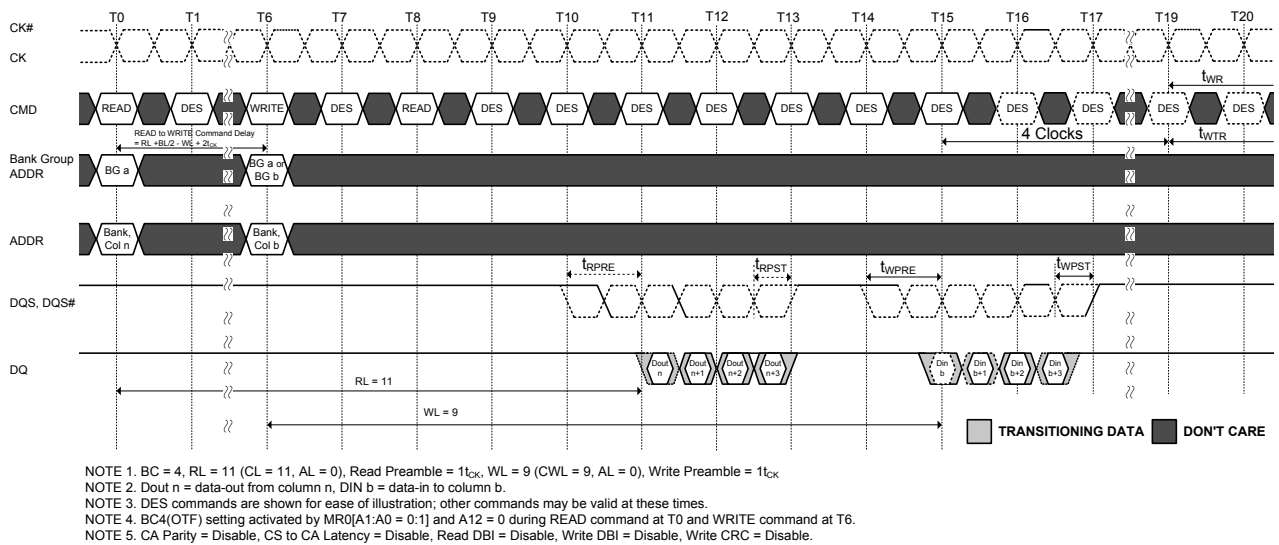 T0 T1 T6 T7 T8 T9 T10 T11 T12 T13 T14 T15 T16 T17 T19 T20
CK#
CK
t WR
CMD READ DES WRITE DES READ DES DES DES DES DES DES DES DES DES DES DES
READ to WRITE Command Delay
= RL +BL/2 - WL + 2tCK
4 Clocks
t WTR
Bank Group
ADDR
BG a
BG a or
BG b
ADDR
Bank,
Col n
Bank,
Col b
tRPRE tRPST tWPRE tWPST
DQS, DQS#
DQ
Dout
n
Dout
n+1
Dout
n+2
Dout
n+3
Din
b
Din
b+1
Din
b+2
Din
b+3
RL = 11
WL = 9
TRANSITIONING DATA DON'T CARE
NOTE 1. BC = 4, RL = 11 (CL = 11, AL = 0), Read Preamble = 1tCK, WL = 9 (CWL = 9, AL = 0), Write Preamble = 1tCK
NOTE 2. Dout n = data-out from column n, DIN b = data-in to column b.
NOTE 3. DES commands are shown for ease of illustration; other commands may be valid at these times.
NOTE 4. BC4(OTF) setting activated by MR0[A1:A0 = 0:1] and A12 = 0 during READ command at T0 and WRITE command at T6.
NOTE 5. CA Parity = Disable, CS to CA Latency = Disable, Read DBI = Disable, Write DBI = Disable, Write CRC = Disable.